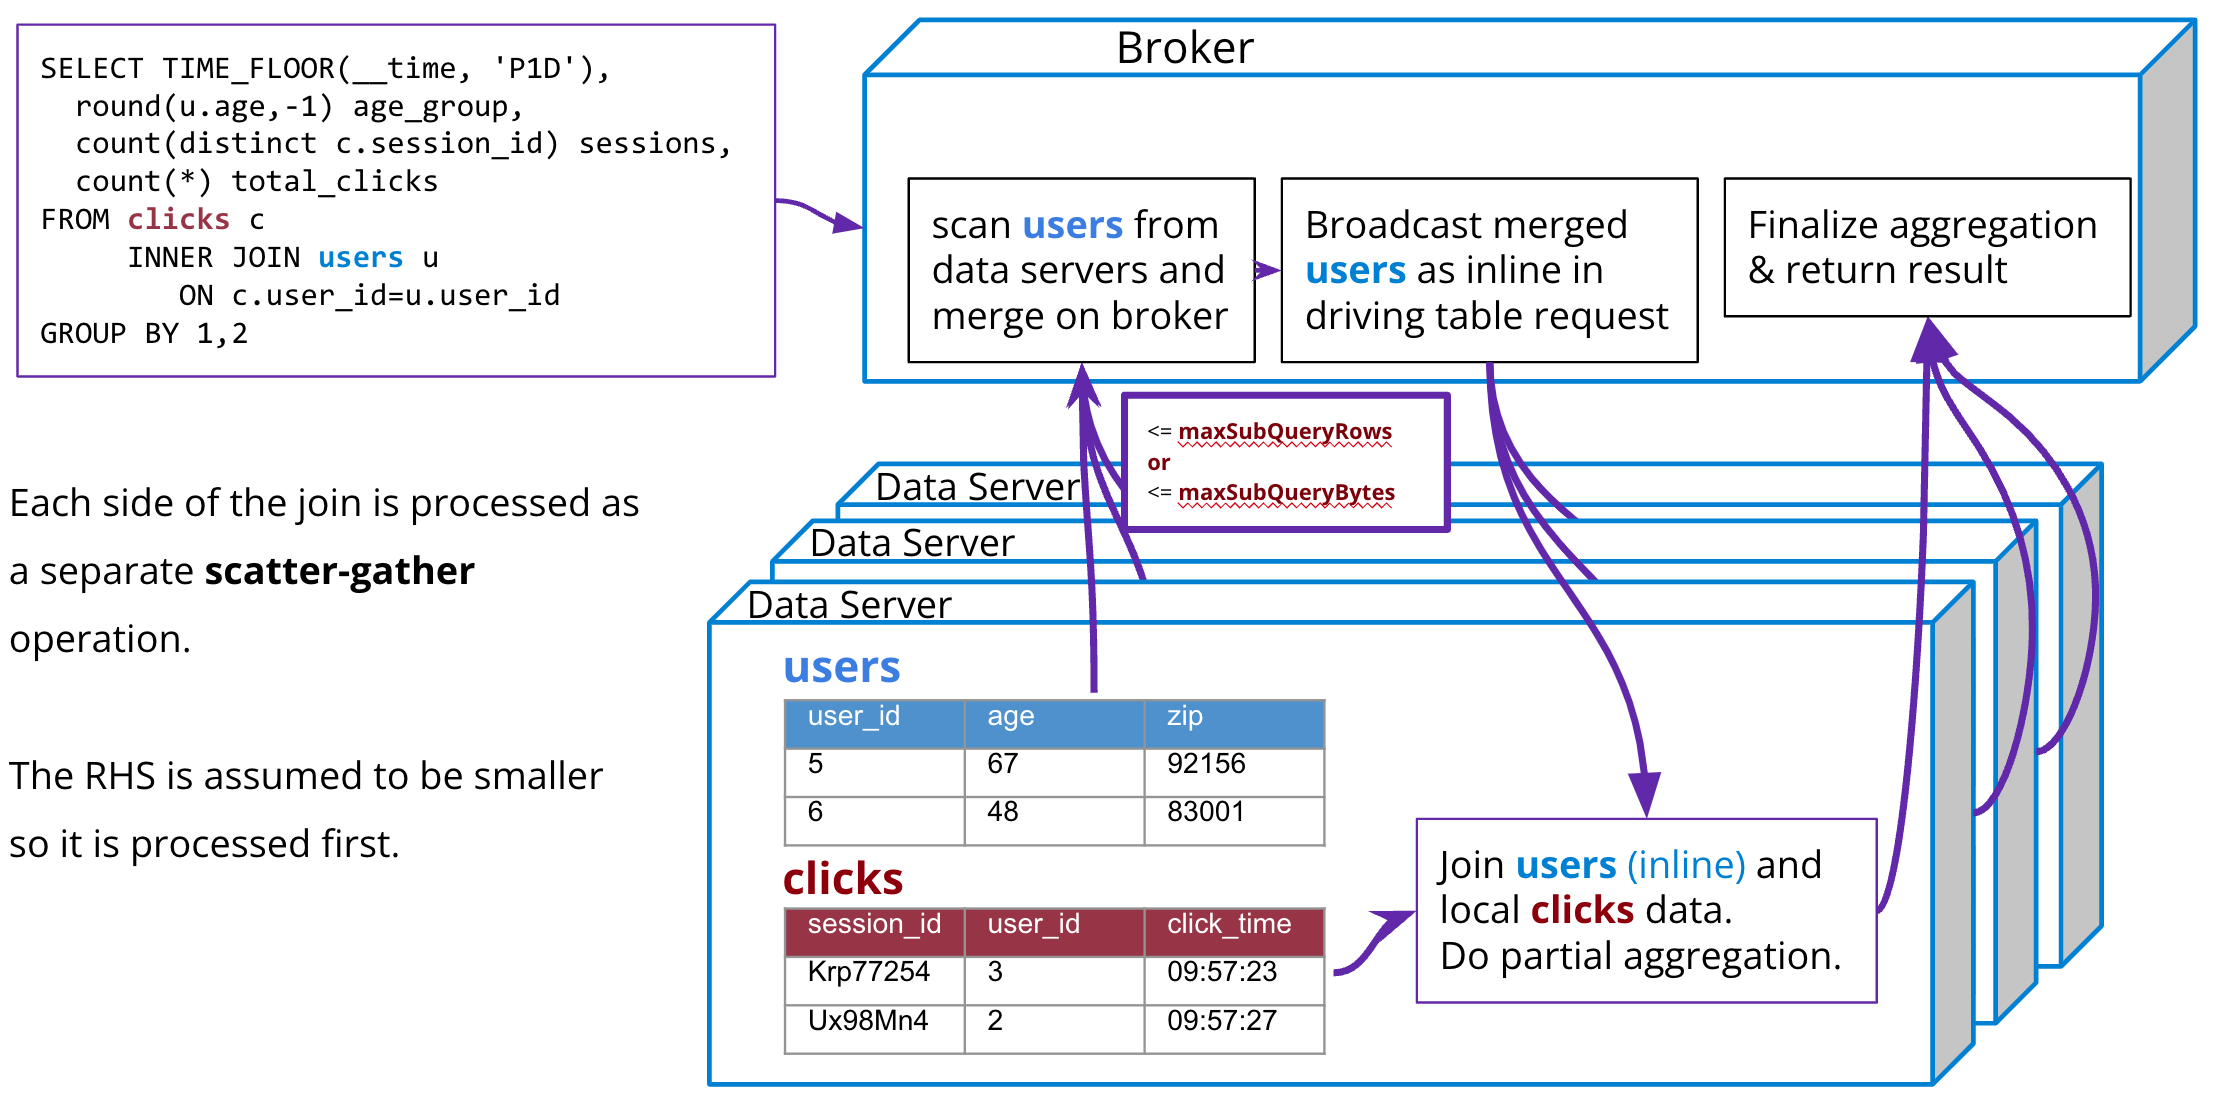 SELECT TIME_FLOOR(__time, 'P1D'),
round(u.age,-1) age_group,
count(distinct c.session_id) sessions,
count(*) total_clicks
FROM clicks c
INNER JOIN users u
ON c.user_id=u.user_id
GROUP BY 1,2
Broker
scan users from
data servers and
merge on broker
Broadcast merged
users as inline in
driving table request
Finalize aggregation
& return result
<= maxSubQueryRows
or
<= maxSubQueryBytes
Each side of the join is processed as
a separate scatter-gather
operation.
The RHS is assumed to be smaller
so it is processed first.
Data Server
Data Server
Data Server
users
user_id age zip
5 67 92156
6 48 83001
clicks
session_id user_id click_time
Krp77254 3 09:57:23
Ux98Mn4 2 09:57:27
Join users (inline) and
local clicks data.
Do partial aggregation.